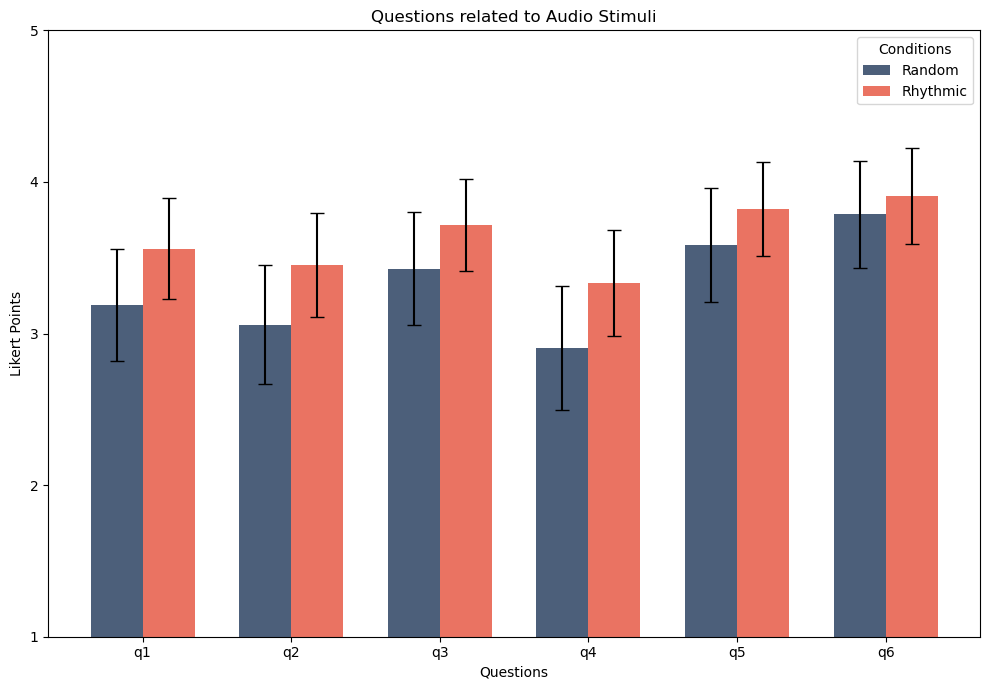 Questions related to Audio Stimuli
Conditions
Random
Rhythmic
Likert Points
5
4
3
2
1
q1 q2 q3 q4 q5 q6
Questions